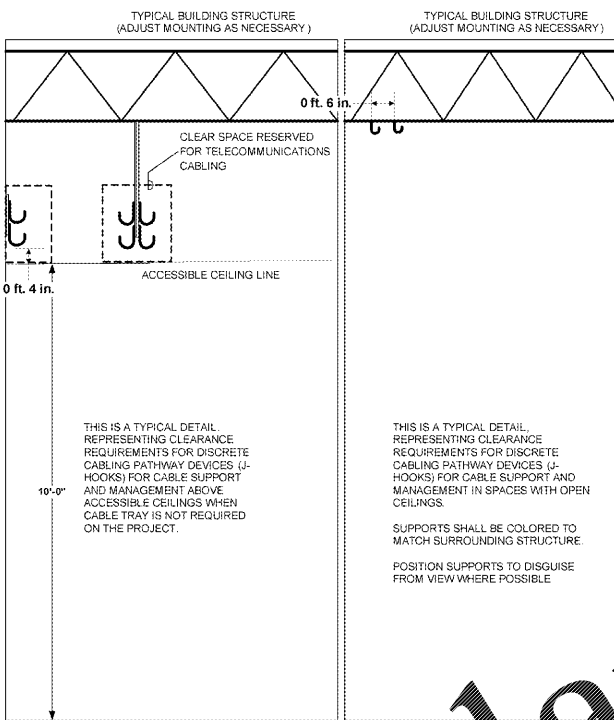 TYPICAL BUILDING STRUCTURE
(ADJUST MOUNTING AS NECESSARY )
CLEAR SPACE RESERVED
FOR TELECOMMUNICATIONS
CABLING
ACCESSIBLE CEILING LINE
0 ft. 4 in.
10'-0"
THIS IS A TYPICAL DETAIL.
REPRESENTING CLEARANCE
REQUIREMENTS FOR DISCRETE
CABLING PATHWAY DEVICES (J-
HOOKS) FOR CABLE SUPPORT
AND MANAGEMENT ABOVE
ACCESSIBLE CEILINGS WHEN
CABLE TRAY IS NOT REQUIRED
ON THE PROJECT.
TYPICAL BUILDING STRUCTURE
(ADJUST MOUNTING AS NECESSARY )
0 ft. 6 in.
THIS IS A TYPICAL DETAIL,
REPRESENTING CLEARANCE
REQUIREMENTS FOR DISCRETE
CABLING PATHWAY DEVICES (J-
HOOKS) FOR CABLE SUPPORT AND
MANAGEMENT IN SPACES WITH OPEN
CEILINGS.
SUPPORTS SHALL BE COLORED TO
MATCH SURROUNDING STRUCTURE.
POSITION SUPPORTS TO DISGUISE
FROM VIEW WHERE POSSIBLE